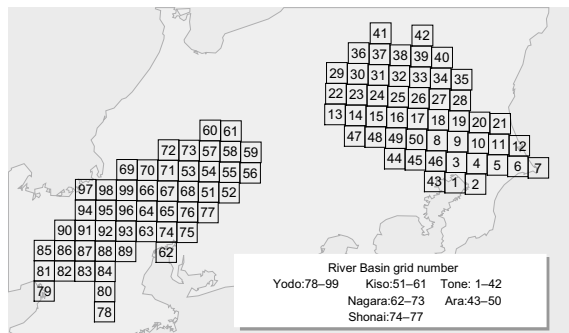 41 42
36 37 38 39 40
29 30 31 32 33 34 35
22 23 24 25 26 27 28
13 14 15 16 17 18 19 20 21
47 48 49 50 8 9 10 11 12
44 45 46 3 4 5 6 7
43 1 2
60 61
72 73 57 58 59
69 70 71 53 54 55 56
97 98 99 66 67 68 51 52
94 95 96 64 65 76 77
90 91 92 93 63 74 75
85 86 87 88 89 62
81 82 83 84
79 80
78
River Basin grid number
Yodo:78–99 Kiso:51–61 Tone: 1–42
Nagara:62–73 Ara:43–50
Shonai:74–77